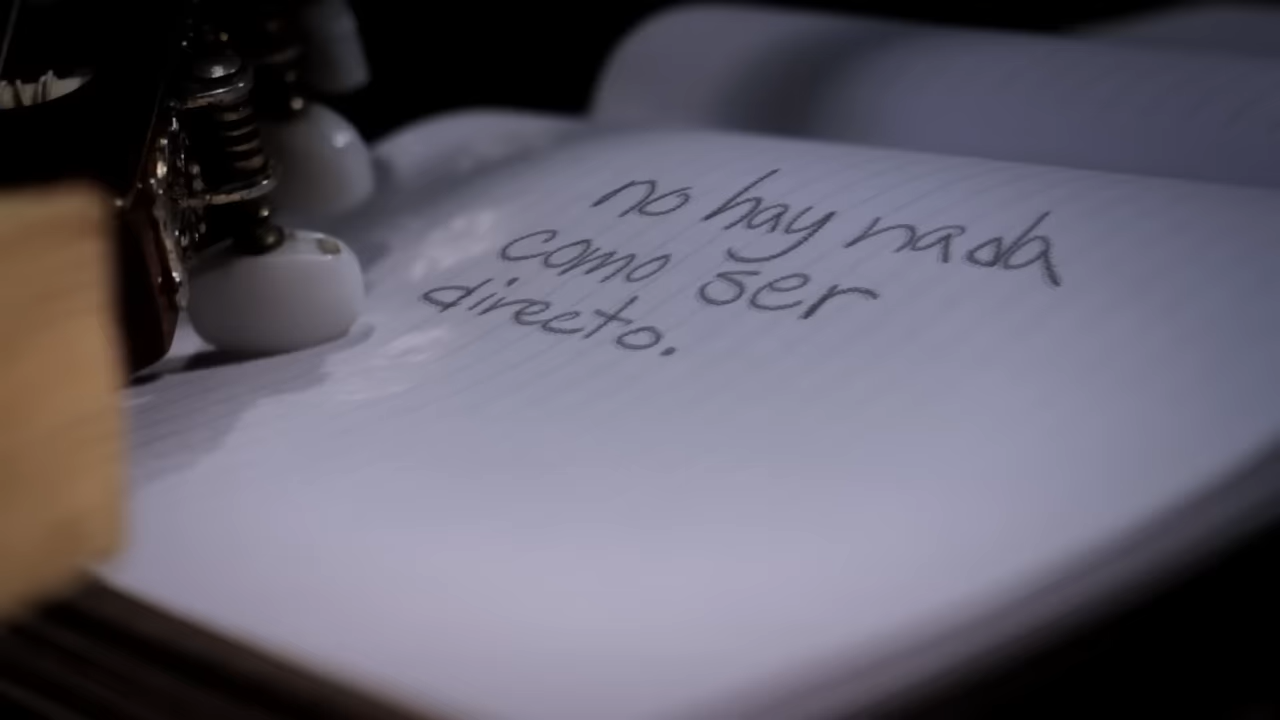 no hay nada
como ser
directo.